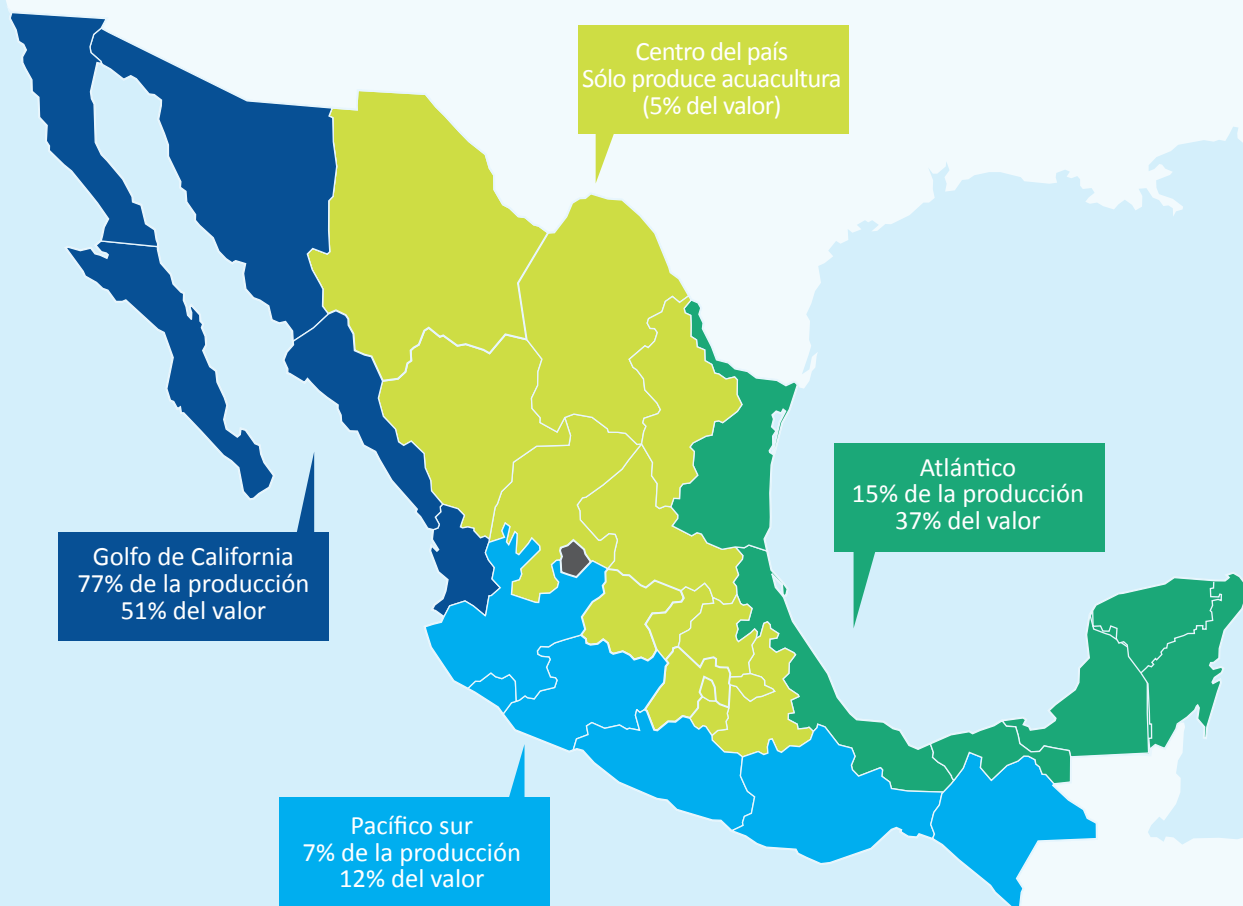 Centro del país
Sólo produce acuacultura
(5% del valor)
Atlántico
15% de la producción
37% del valor
Golfo de California
77% de la producción
51% del valor
Pacífico sur
7% de la producción
12% del valor